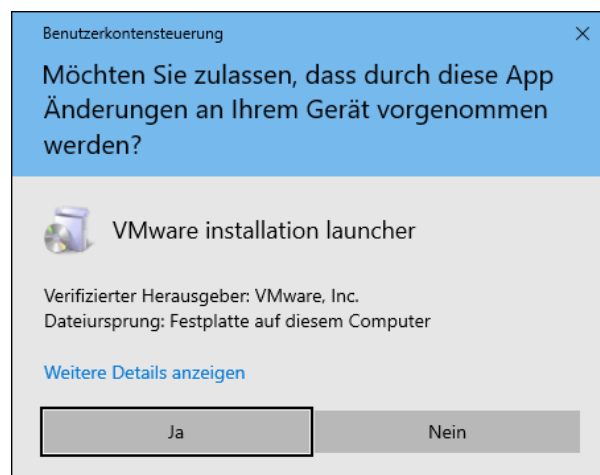 Benutzerkontensteuerung
Möchten Sie zulassen, dass durch diese App
Änderungen an Ihrem Gerät vorgenommen
werden?
VMware installation launcher
Verifizierter Herausgeber: VMware, Inc.
Dateiursprung: Festplatte auf diesem Computer
Weitere Details anzeigen
Ja
Nein